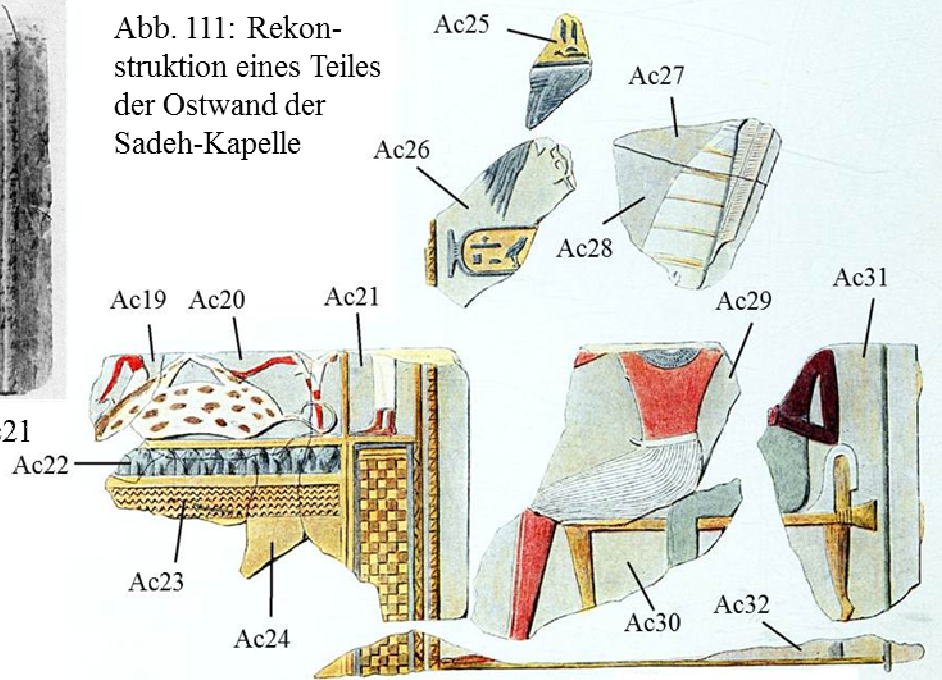 Abb. 111: Rekon-
struktion eines Teiles
der Ostwand der
Sadeh-Kapelle
Ac25
Ac27
Ac26
Ac28
Ac19
Ac20
Ac21
Ac29
Ac31
c21
Ac22
Ac23
Ac24
Ac30
Ac32